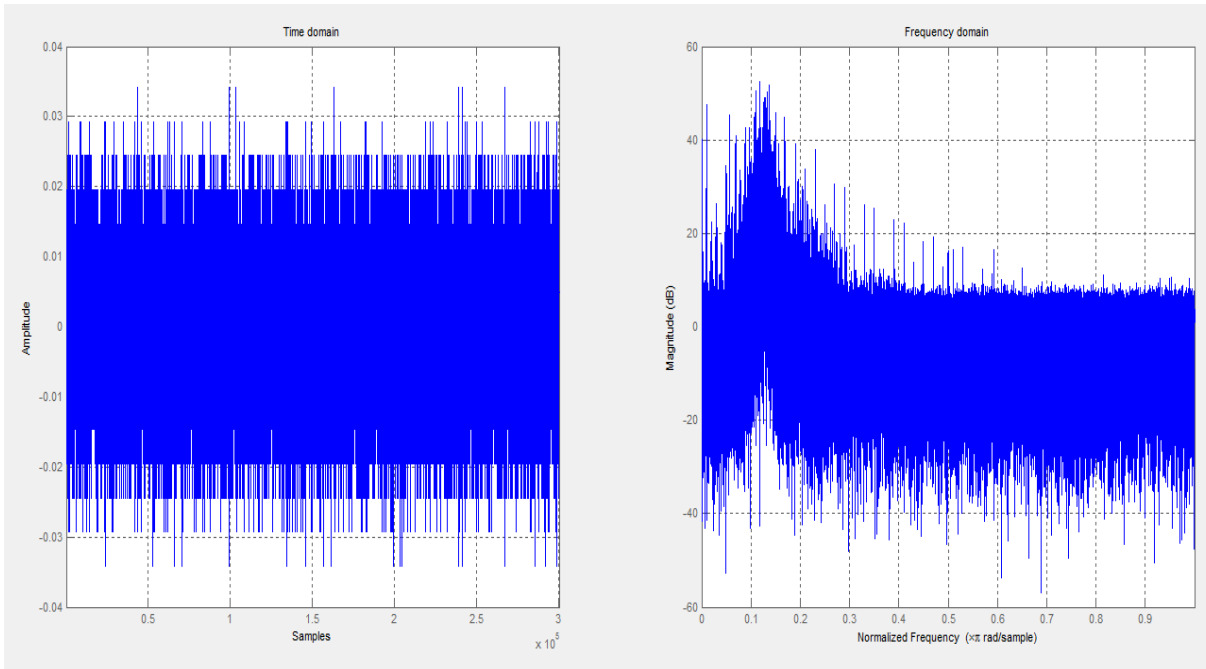 Time domain
0.04
0.03
0.02
0.01
0
-0.01
-0.02
-0.03
-0.04
Amplitude
0.5 1 1.5 2 2.5 3
Samples
x 10^5
Frequency domain
60
40
20
0
-20
-40
-60
Magnitude (dB)
0 0.1 0.2 0.3 0.4 0.5 0.6 0.7 0.8 0.9
Normalized Frequency (×π rad/sample)